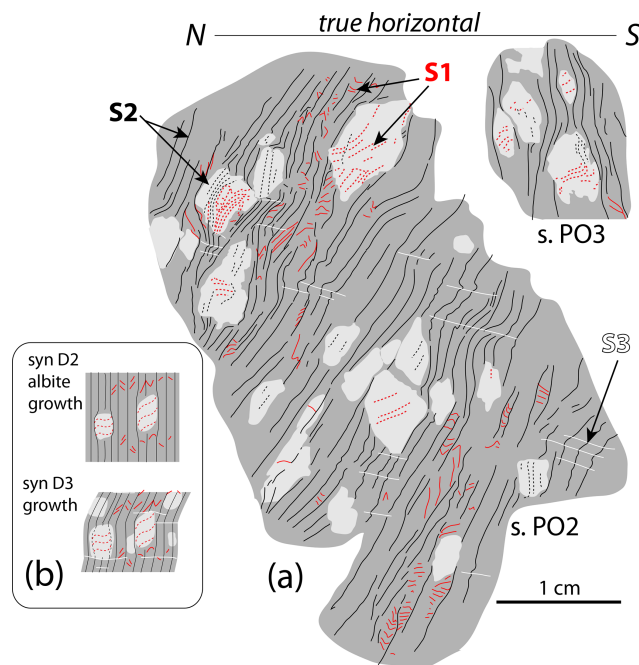 true horizontal
N S
S1
S2
s. PO3
S3
syn D2
albite
growth
syn D3
growth
s. PO2
(b) (a)
1 cm